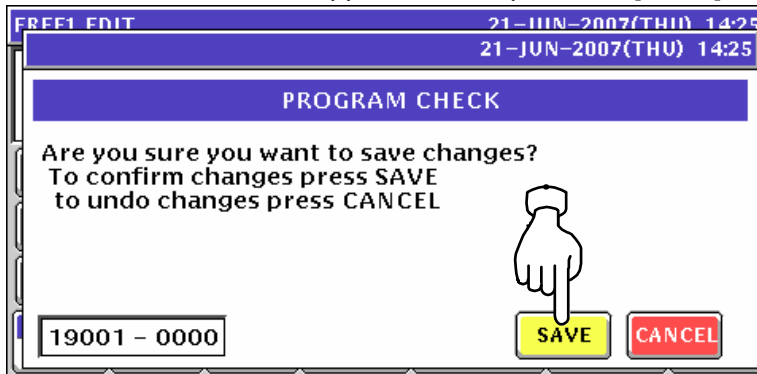 FREE1 EDIT 21-JUN-2007(THU) 14:25
21-JUN-2007(THU) 14:25
PROGRAM CHECK
Are you sure you want to save changes?
To confirm changes press SAVE
to undo changes press CANCEL
19001 - 0000
SAVE
CANCEL